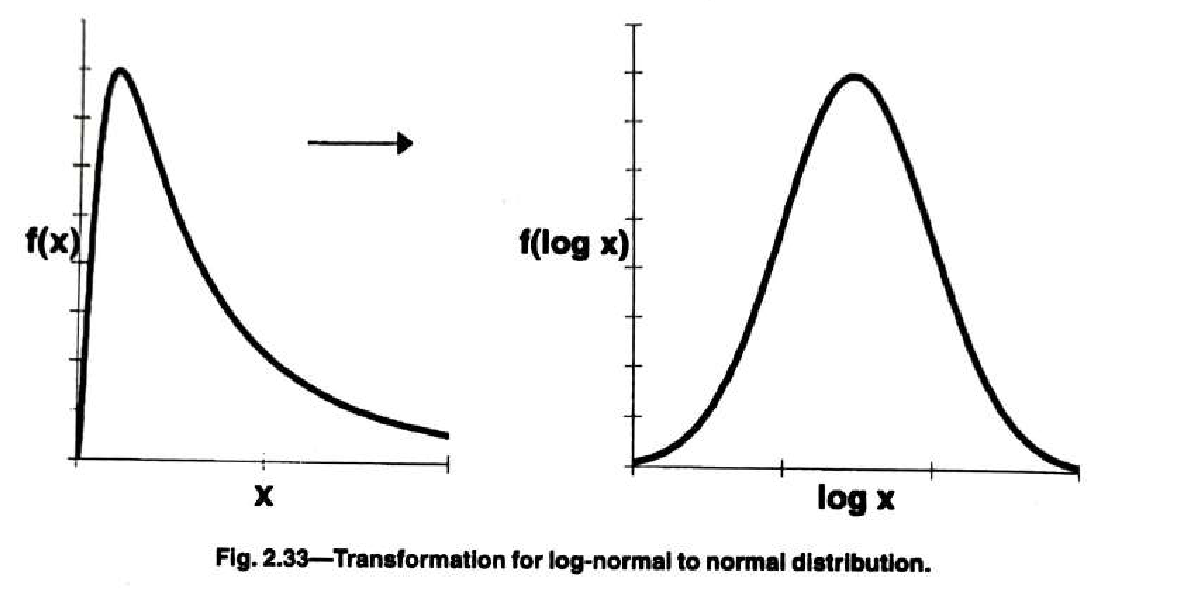 f(x)
x
f(log x)
log x
Fig. 2.33—Transformation for log-normal to normal distribution.